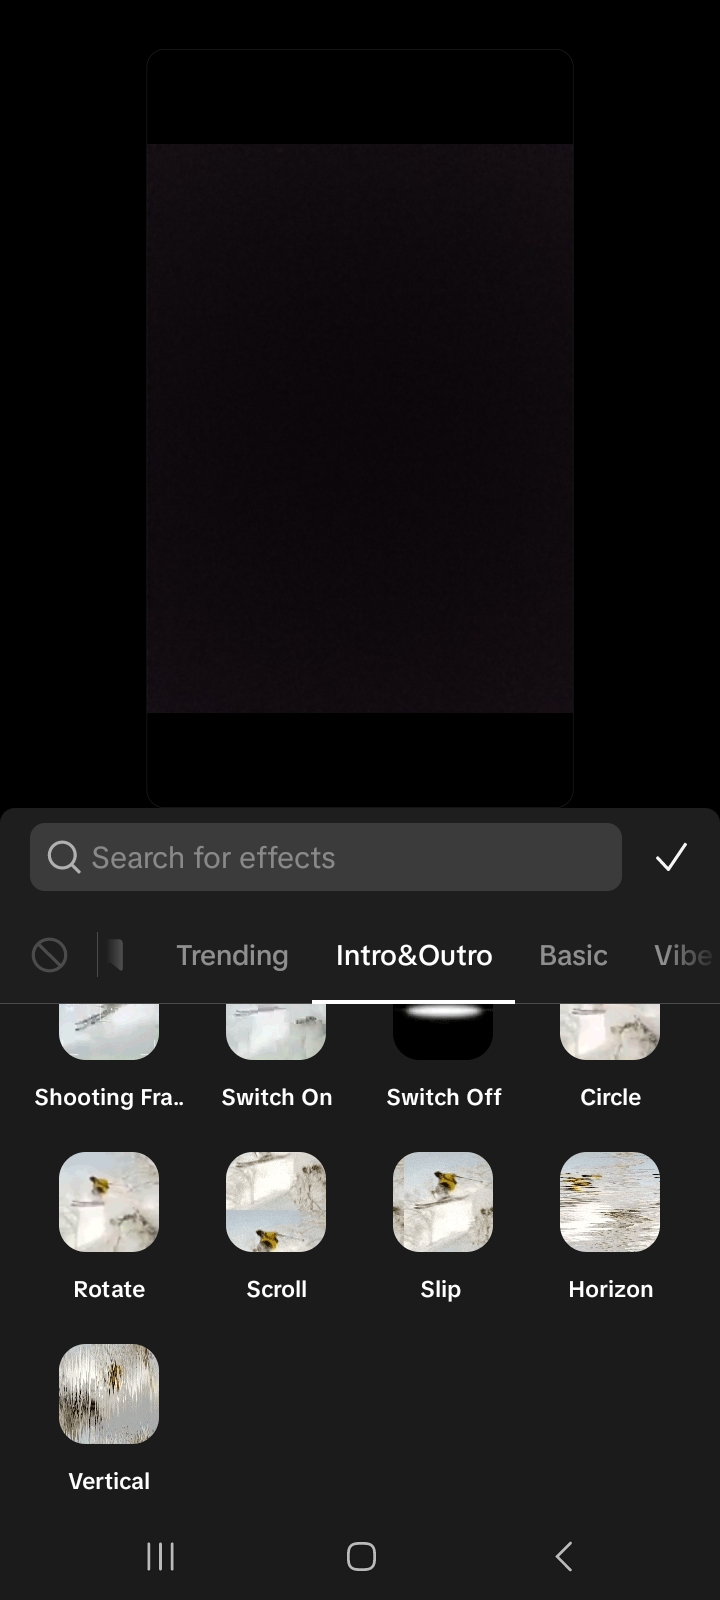 Search for effects
Trending Intro&Outro Basic Vibe
Shooting Fra.. Switch On Switch Off Circle
Rotate Scroll Slip Horizon
Vertical